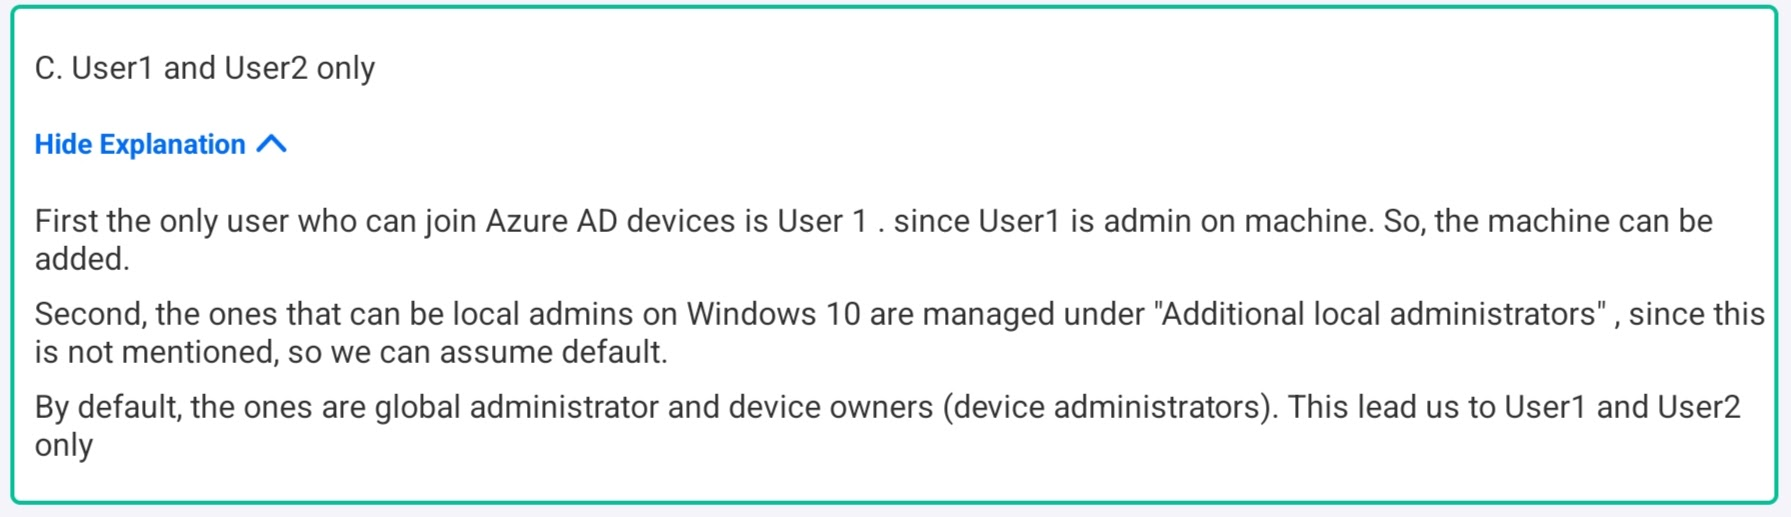 C. User1 and User2 only
Hide Explanation
First the only user who can join Azure AD devices is User 1 . since User1 is admin on machine. So, the machine can be
added.
Second, the ones that can be local admins on Windows 10 are managed under "Additional local administrators" , since this
is not mentioned, so we can assume default.
By default, the ones are global administrator and device owners (device administrators). This lead us to User1 and User2
only